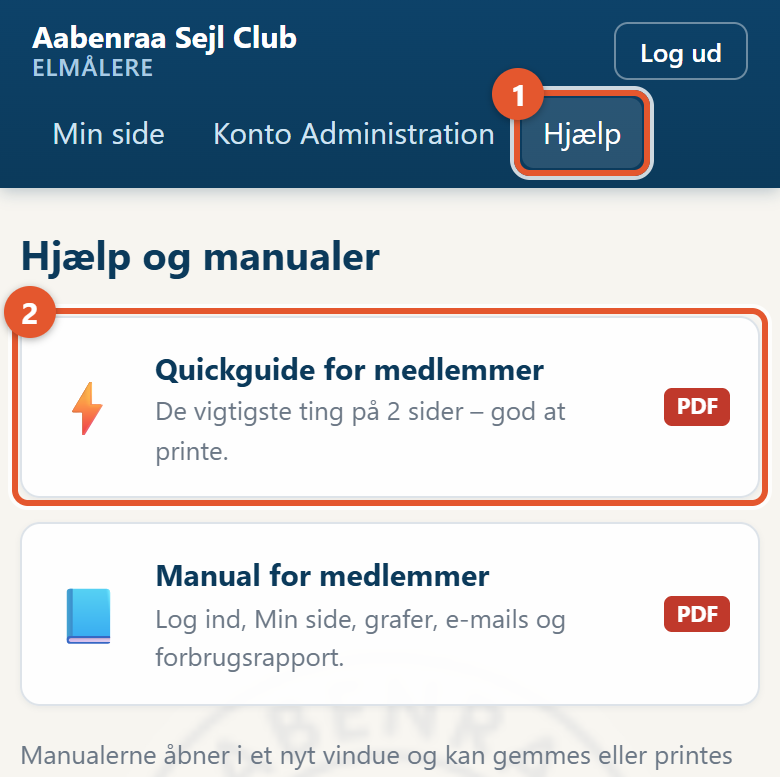 Aabenraa Sejl Club
ELMÅLERE
Log ud
1
Min side
Konto Administration
Hjælp
Hjælp og manualer
2
Quickguide for medlemmer
De vigtigste ting på 2 sider – god at
printe.
PDF
Manual for medlemmer
Log ind, Min side, grafer, e-mails og
forbrugsrapport.
PDF
Manualerne åbner i et nyt vindue og kan gemmes eller printes